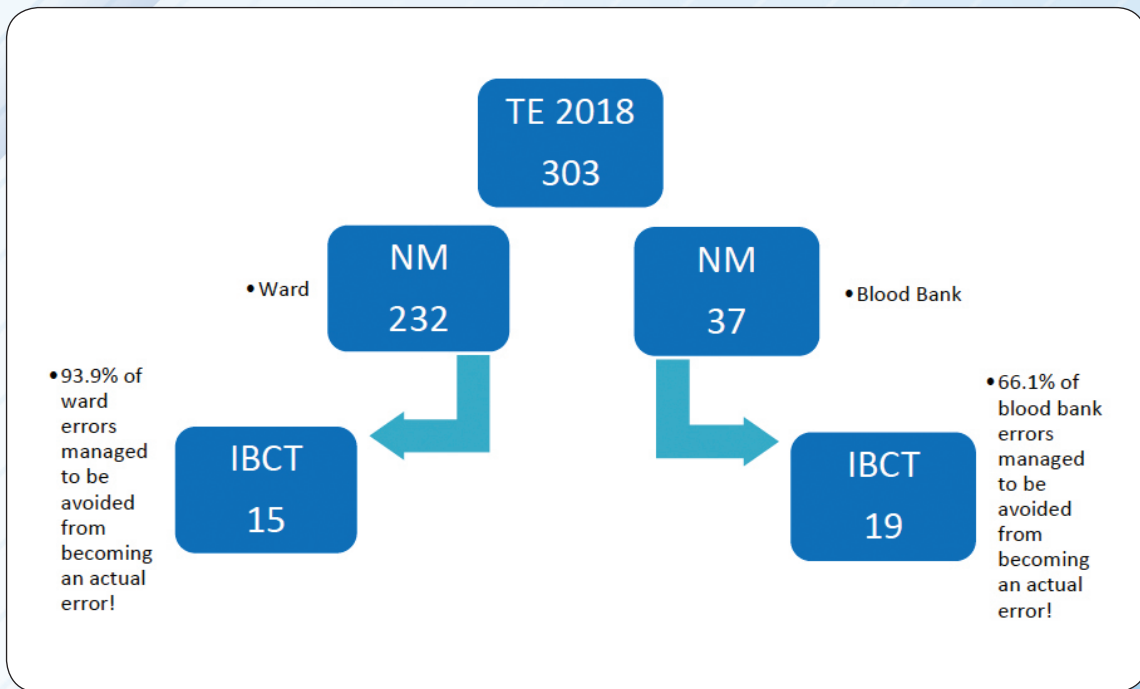 TE 2018
303
NM
232
• Ward
NM
37
• Blood Bank
• 93.9% of
ward
errors
managed
to be
avoided
from
becoming
an actual
error!
IBCT
15
IBCT
19
• 66.1% of
blood bank
errors
managed
to be
avoided
from
becoming
an actual
error!